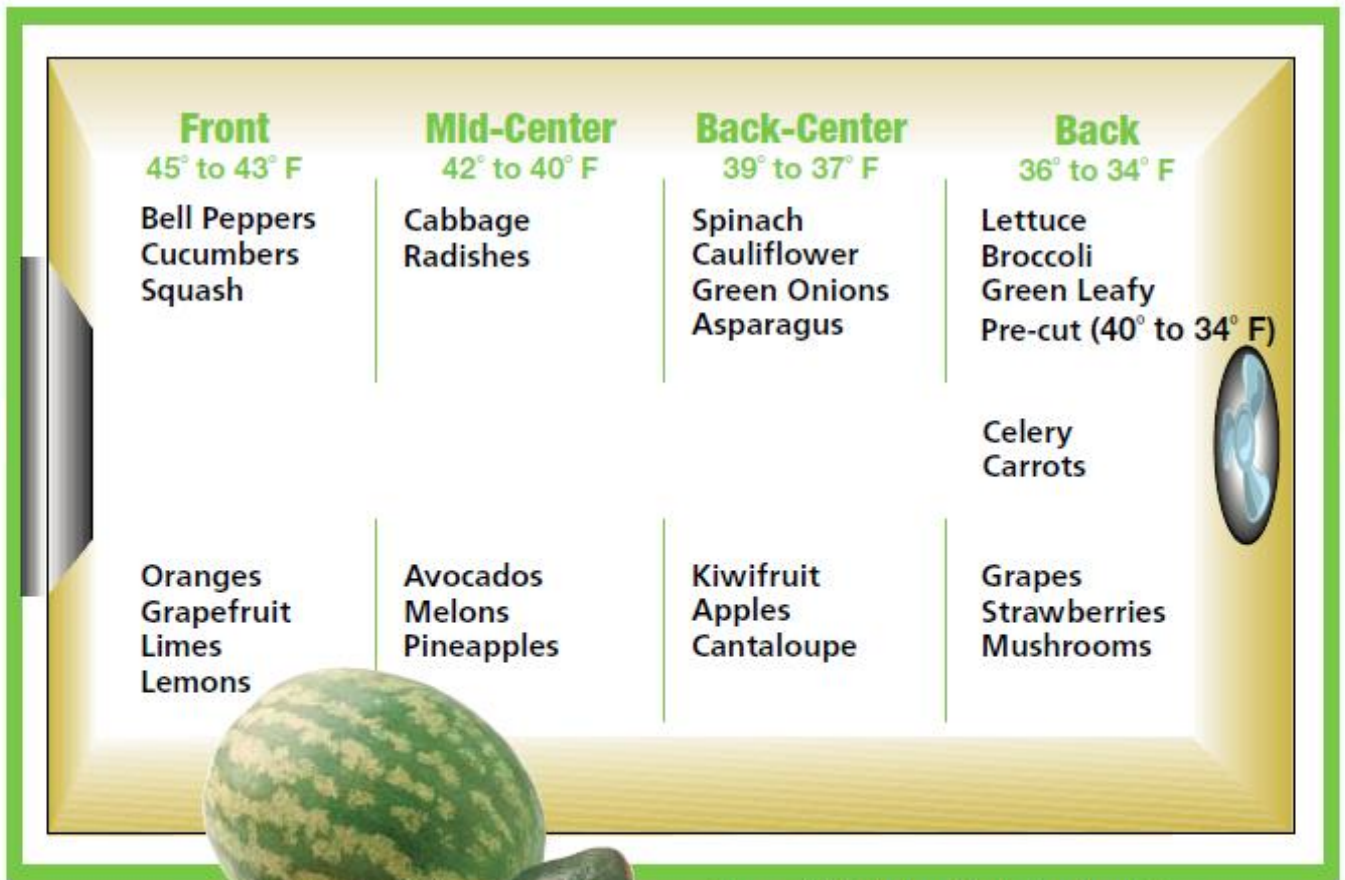 Front
45° to 43° F
Bell Peppers
Cucumbers
Squash
Oranges
Grapefruit
Limes
Lemons
Mid-Center
42° to 40° F
Cabbage
Radishes
Avocados
Melons
Pineapples
Back-Center
39° to 37° F
Spinach
Cauliflower
Green Onions
Asparagus
Kiwifruit
Apples
Cantaloupe
Back
36° to 34° F
Lettuce
Broccoli
Green Leafy
Pre-cut (40° to 34° F)
Celery
Carrots
Grapes
Strawberries
Mushrooms